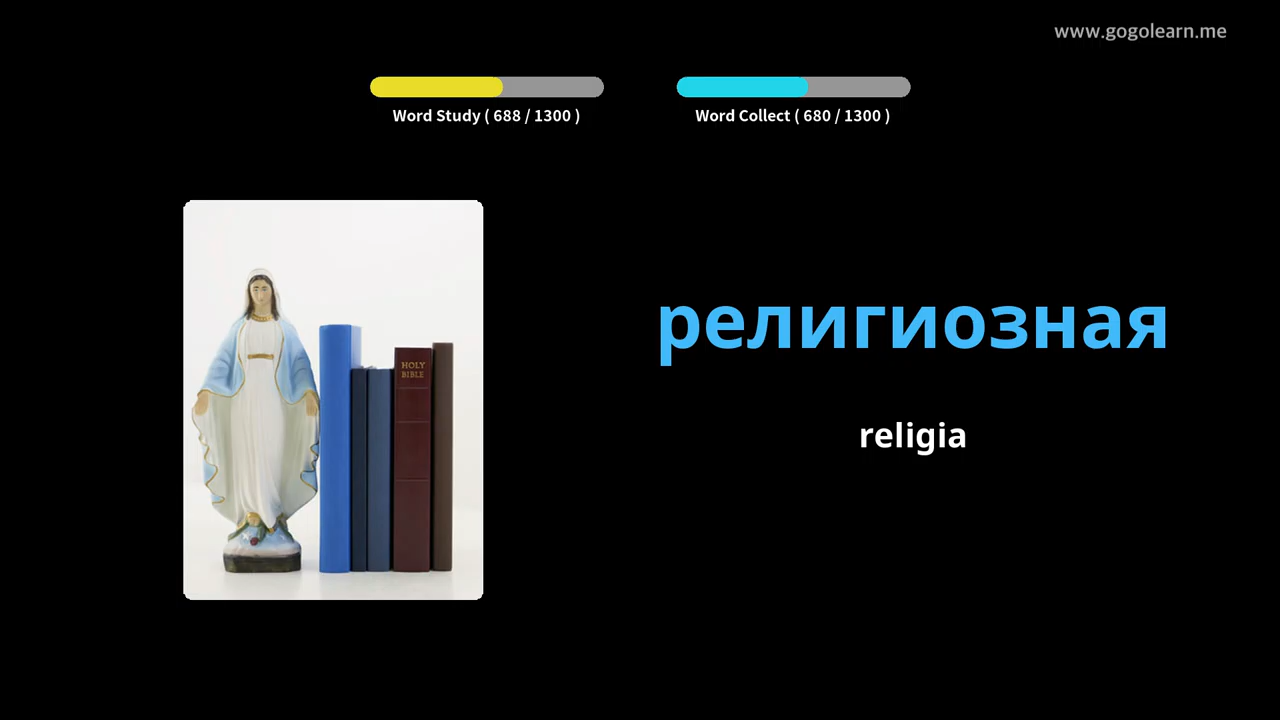 www.gogolearn.me
Word Study ( 688 / 1300 )
Word Collect ( 680 / 1300 )
HOLY
BIBLE
религиозная
religia